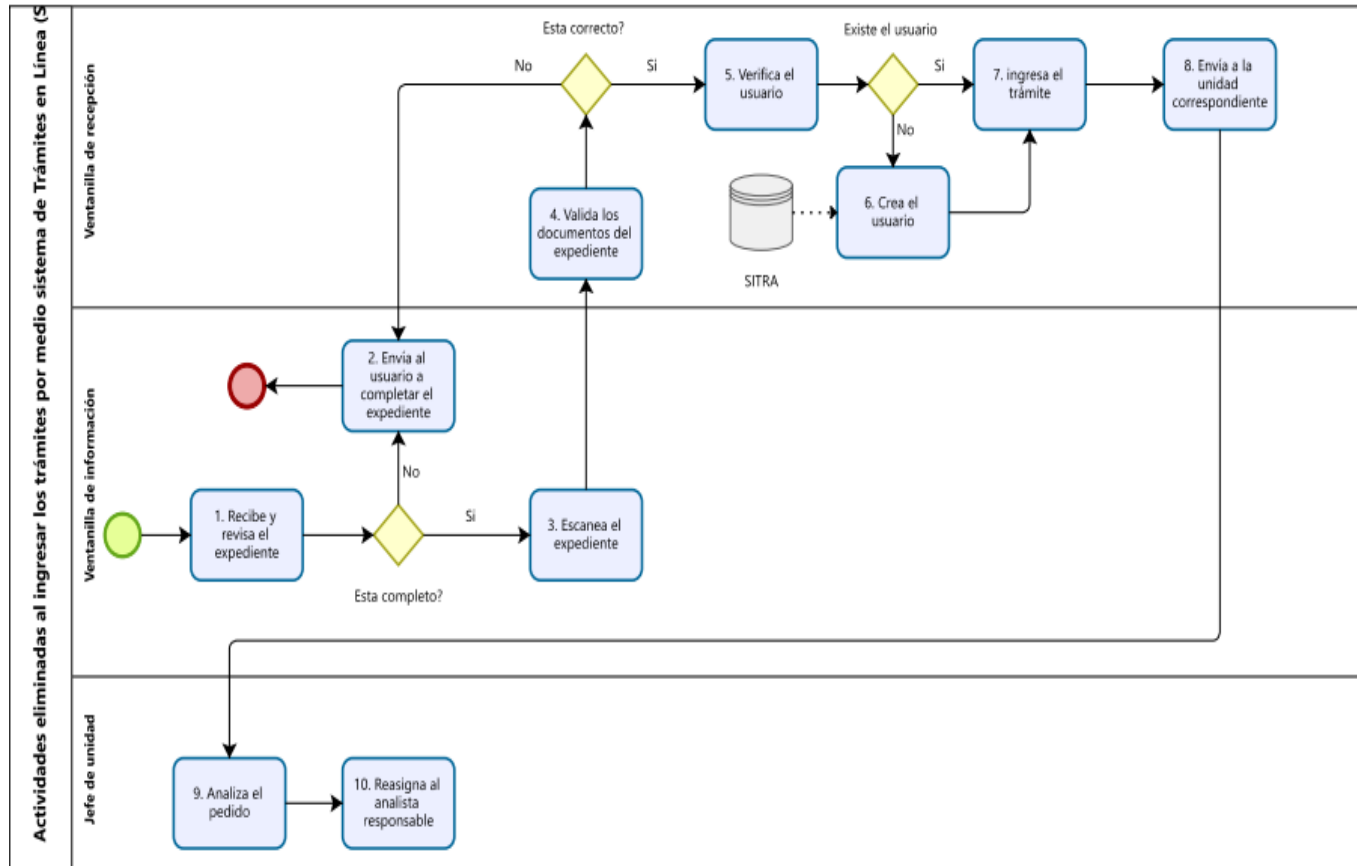 Actividades eliminadas al ingresar los trámites por medio sistema de Trámites en Línea (S
Ventanilla de recepción
Esta correcto?
No
Si
5. Verifica el
usuario
Existe el usuario
Si
No
7. ingresa el
trámite
8. Envía a la
unidad
correspondiente
4. Valida los
documentos del
expediente
SITRA
6. Crea el
usuario
Ventanilla de información
2. Envia al
usuario a
completar el
expediente
No
1. Recibe y
revisa el
expediente
Esta completo?
Si
3. Escanea el
expediente
Jefe de unidad
9. Analiza el
pedido
10. Reasigna al
analista
responsable